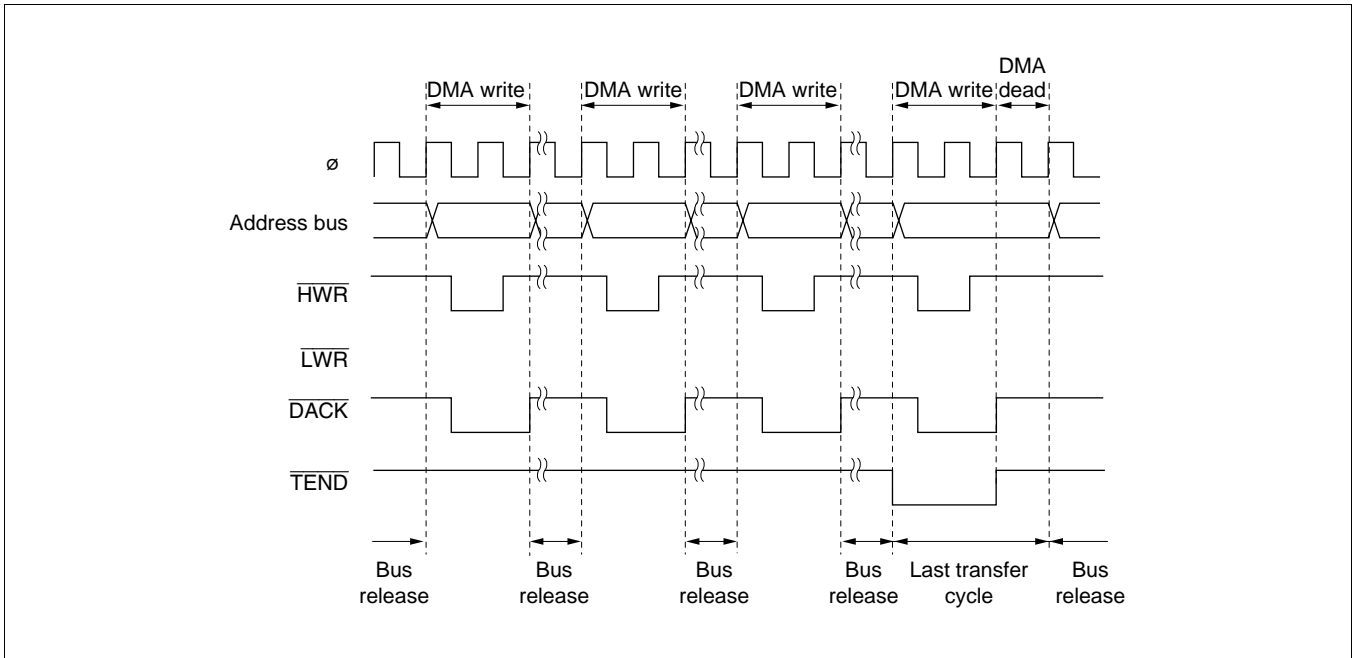 DMA write
DMA write
DMA write
DMA write
DMA
dead
ø
Address bus
HWR
LWR
DACK
TEND
Bus
release
Bus
release
Bus
release
Bus
release
Last transfer
cycle
Bus
release